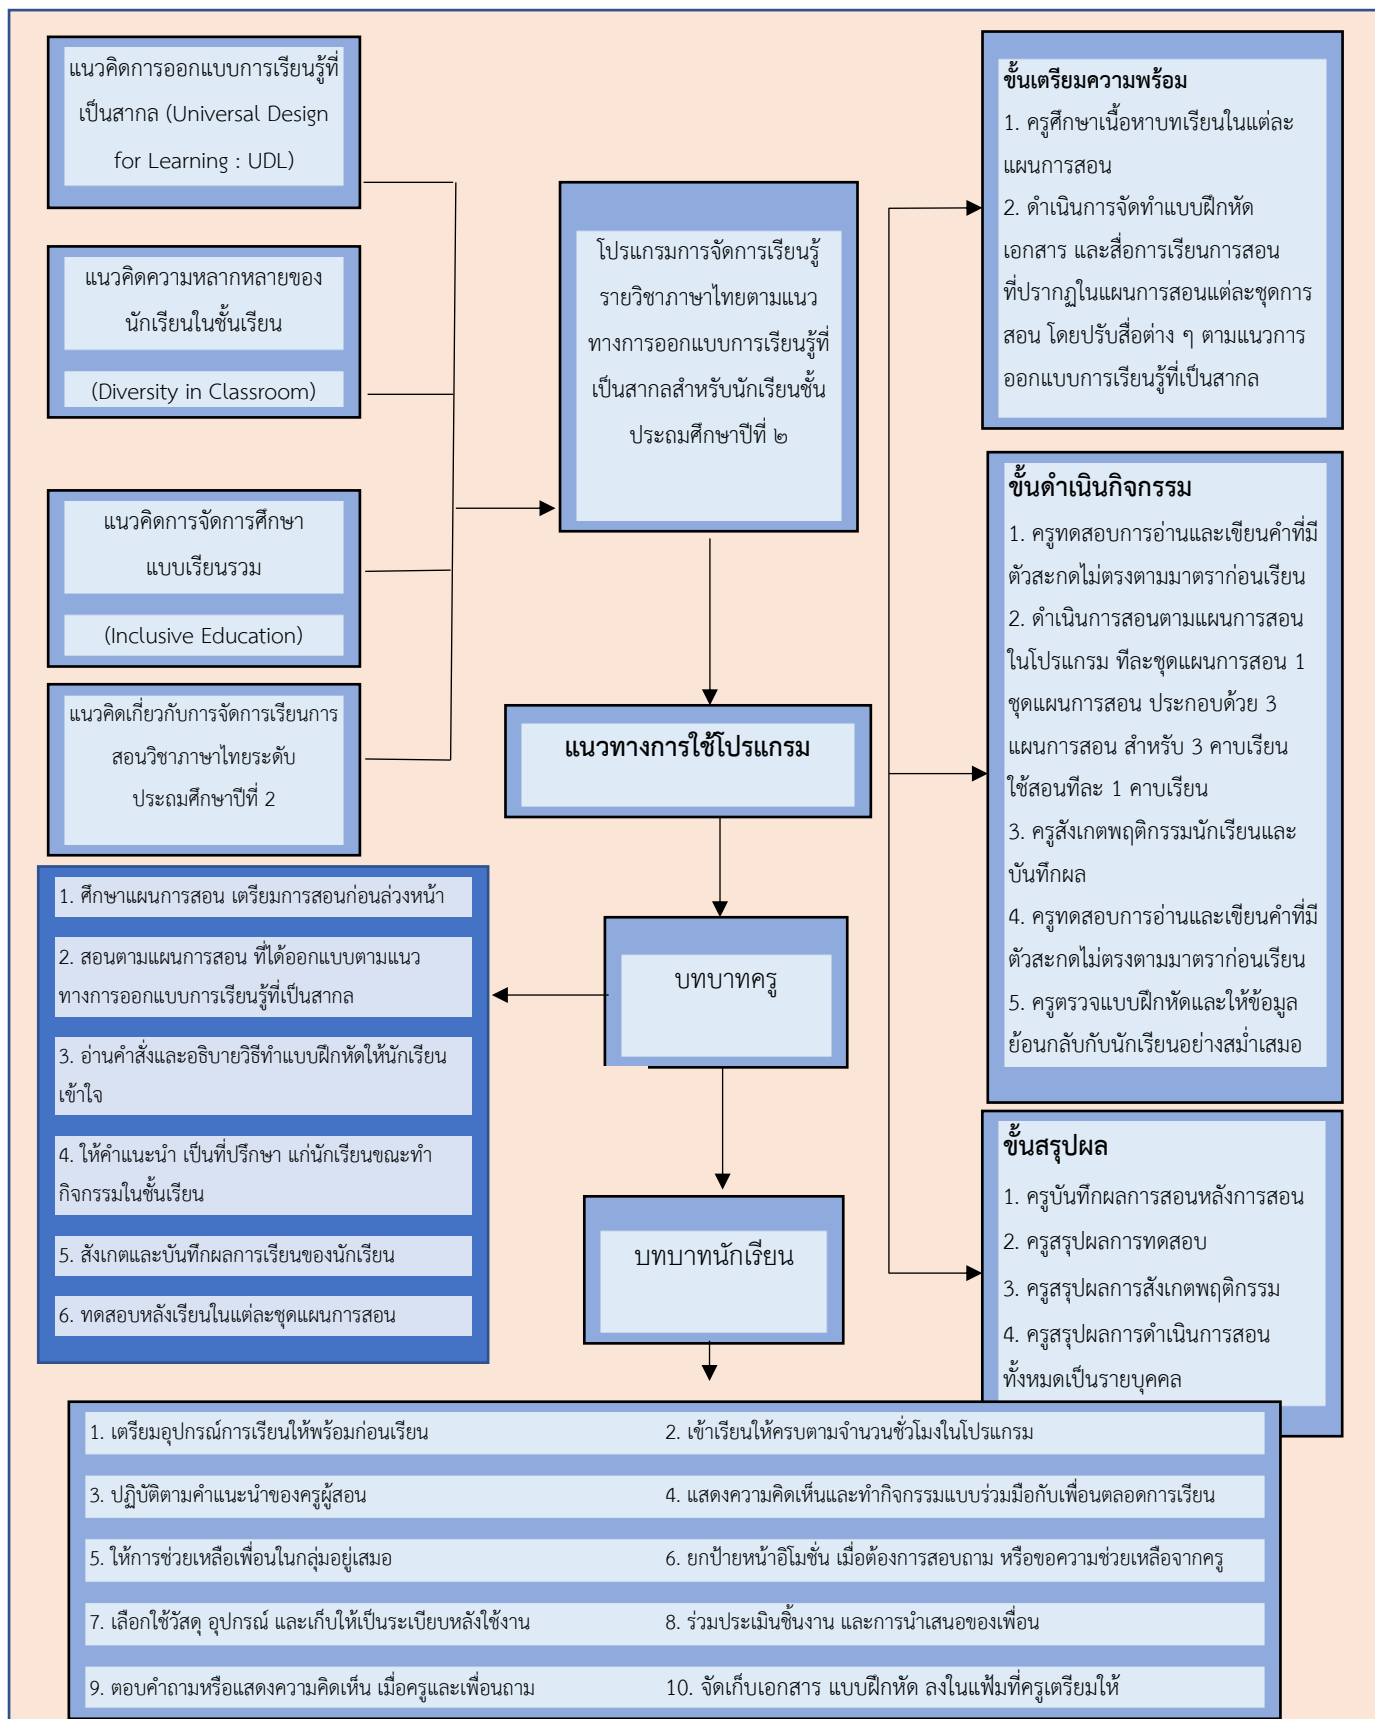 แนวคิดการออกแบบการเรียนรู้ที่
เป็นสากล (Universal Design
for Learning : UDL)
แนวคิดความหลากหลายของ
นักเรียนในชั้นเรียน
(Diversity in Classroom)
แนวคิดการจัดการศึกษา
แบบเรียนรวม
(Inclusive Education)
แนวคิดเกี่ยวกับการจัดการเรียนการ
สอนวิชาภาษาไทยระดับ
ประถมศึกษาปีที่ 2
โปรแกรมการจัดการเรียนรู้
รายวิชาภาษาไทยตามแนว
ทางการออกแบบการเรียนรู้ที่
เป็นสากลสำหรับนักเรียนชั้น
ประถมศึกษาปีที่ ๒
แนวทางการใช้โปรแกรม
ขั้นเตรียมความพร้อม
1. ครูศึกษาเนื้อหาบทเรียนในแต่ละ
แผนการสอน
2. ดำเนินการจัดทำแบบฝึกหัด
เอกสาร และสื่อการเรียนการสอน
ที่ปรากฏในแผนการสอนแต่ละชุดการ
สอน โดยปรับสื่อต่าง ๆ ตามแนวการ
ออกแบบการเรียนรู้ที่เป็นสากล
ขั้นดำเนินกิจกรรม
1. ครูทดสอบการอ่านและเขียนคำที่มี
ตัวสะกดไม่ตรงตามมาตราก่อนเรียน
2. ดำเนินการสอนตามแผนการสอน
ในโปรแกรม ทีละชุดแผนการสอน 1
ชุดแผนการสอน ประกอบด้วย 3
แผนการสอน สำหรับ 3 คาบเรียน
ใช้สอนทีละ 1 คาบเรียน
3. ครูสังเกตพฤติกรรมนักเรียนและ
บันทึกผล
4. ครูทดสอบการอ่านและเขียนคำที่มี
ตัวสะกดไม่ตรงตามมาตราก่อนเรียน
5. ครูตรวจแบบฝึกหัดและให้ข้อมูล
ย้อนกลับกับนักเรียนอย่างสม่ำเสมอ
ขั้นสรุปผล
1. ครูบันทึกผลการสอนหลังการสอน
2. ครูสรุปผลการทดสอบ
3. ครูสรุปผลการสังเกตพฤติกรรม
4. ครูสรุปผลการดำเนินการสอน
ทั้งหมดเป็นรายบุคคล
บทบาทครู
1. ศึกษาแผนการสอน เตรียมการสอนก่อนล่วงหน้า
2. สอนตามแผนการสอน ที่ได้ออกแบบตามแนว
ทางการออกแบบการเรียนรู้ที่เป็นสากล
3. อ่านคำสั่งและอธิบายวิธีทำแบบฝึกหัดให้นักเรียน
เข้าใจ
4. ให้คำแนะนำ เป็นที่ปรึกษา แก่นักเรียนขณะทำ
กิจกรรมในชั้นเรียน
5. สังเกตและบันทึกผลการเรียนของนักเรียน
6. ทดสอบหลังเรียนในแต่ละชุดแผนการสอน
บทบาทนักเรียน
1. เตรียมอุปกรณ์การเรียนให้พร้อมก่อนเรียน 2. เข้าเรียนให้ครบตามจำนวนชั่วโมงในโปรแกรม
3. ปฏิบัติตามคำแนะนำของครูผู้สอน 4. แสดงความคิดเห็นและทำกิจกรรมแบบร่วมมือกับเพื่อนตลอดการเรียน
5. ให้การช่วยเหลือเพื่อนในกลุ่มอยู่เสมอ 6. ยกป้ายหน้าอิโมชั่น เมื่อต้องการสอบถาม หรือขอความช่วยเหลือจากครู
7. เลือกใช้วัสดุ อุปกรณ์ และเก็บให้เป็นระเบียบหลังใช้งาน 8. ร่วมประเมินชิ้นงาน และการนำเสนอของเพื่อน
9. ตอบคำถามหรือแสดงความคิดเห็น เมื่อครูและเพื่อนถาม 10. จัดเก็บเอกสาร แบบฝึกหัด ลงในแฟ้มที่ครูเตรียมให้